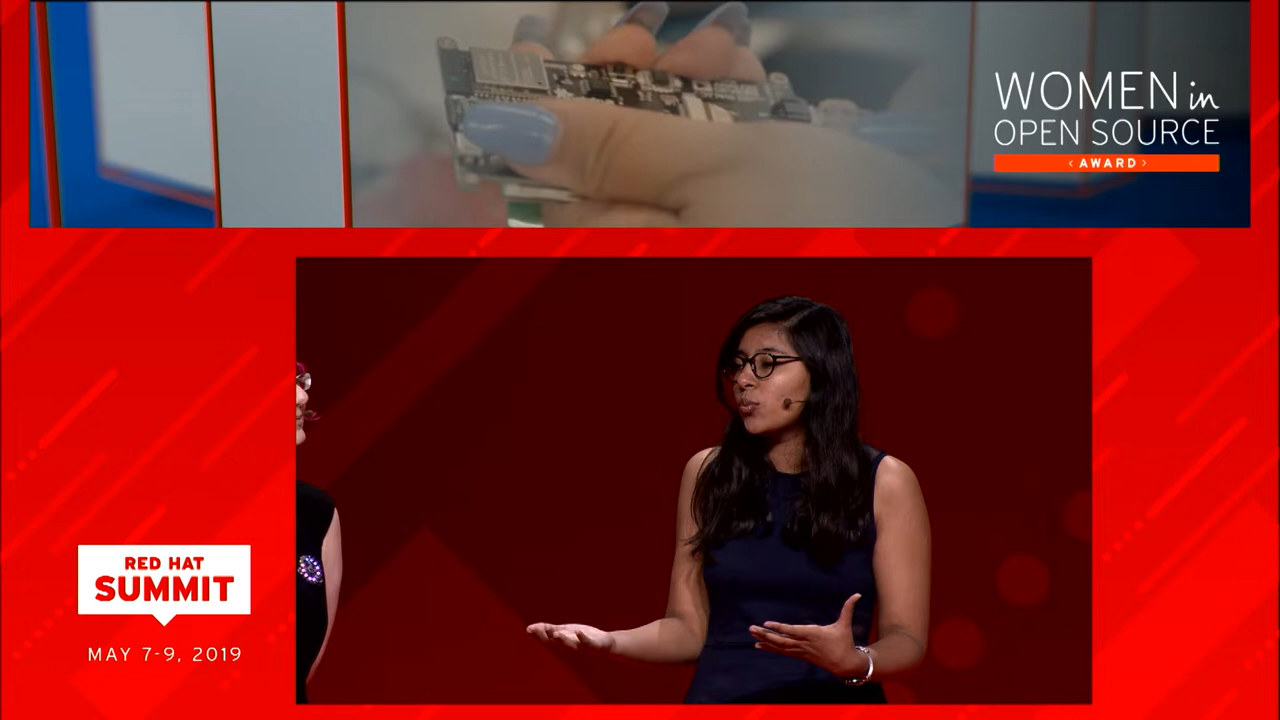 WOMEN in
OPEN SOURCE
‹ AWARD ›
RED HAT
SUMMIT
MAY 7-9, 2019